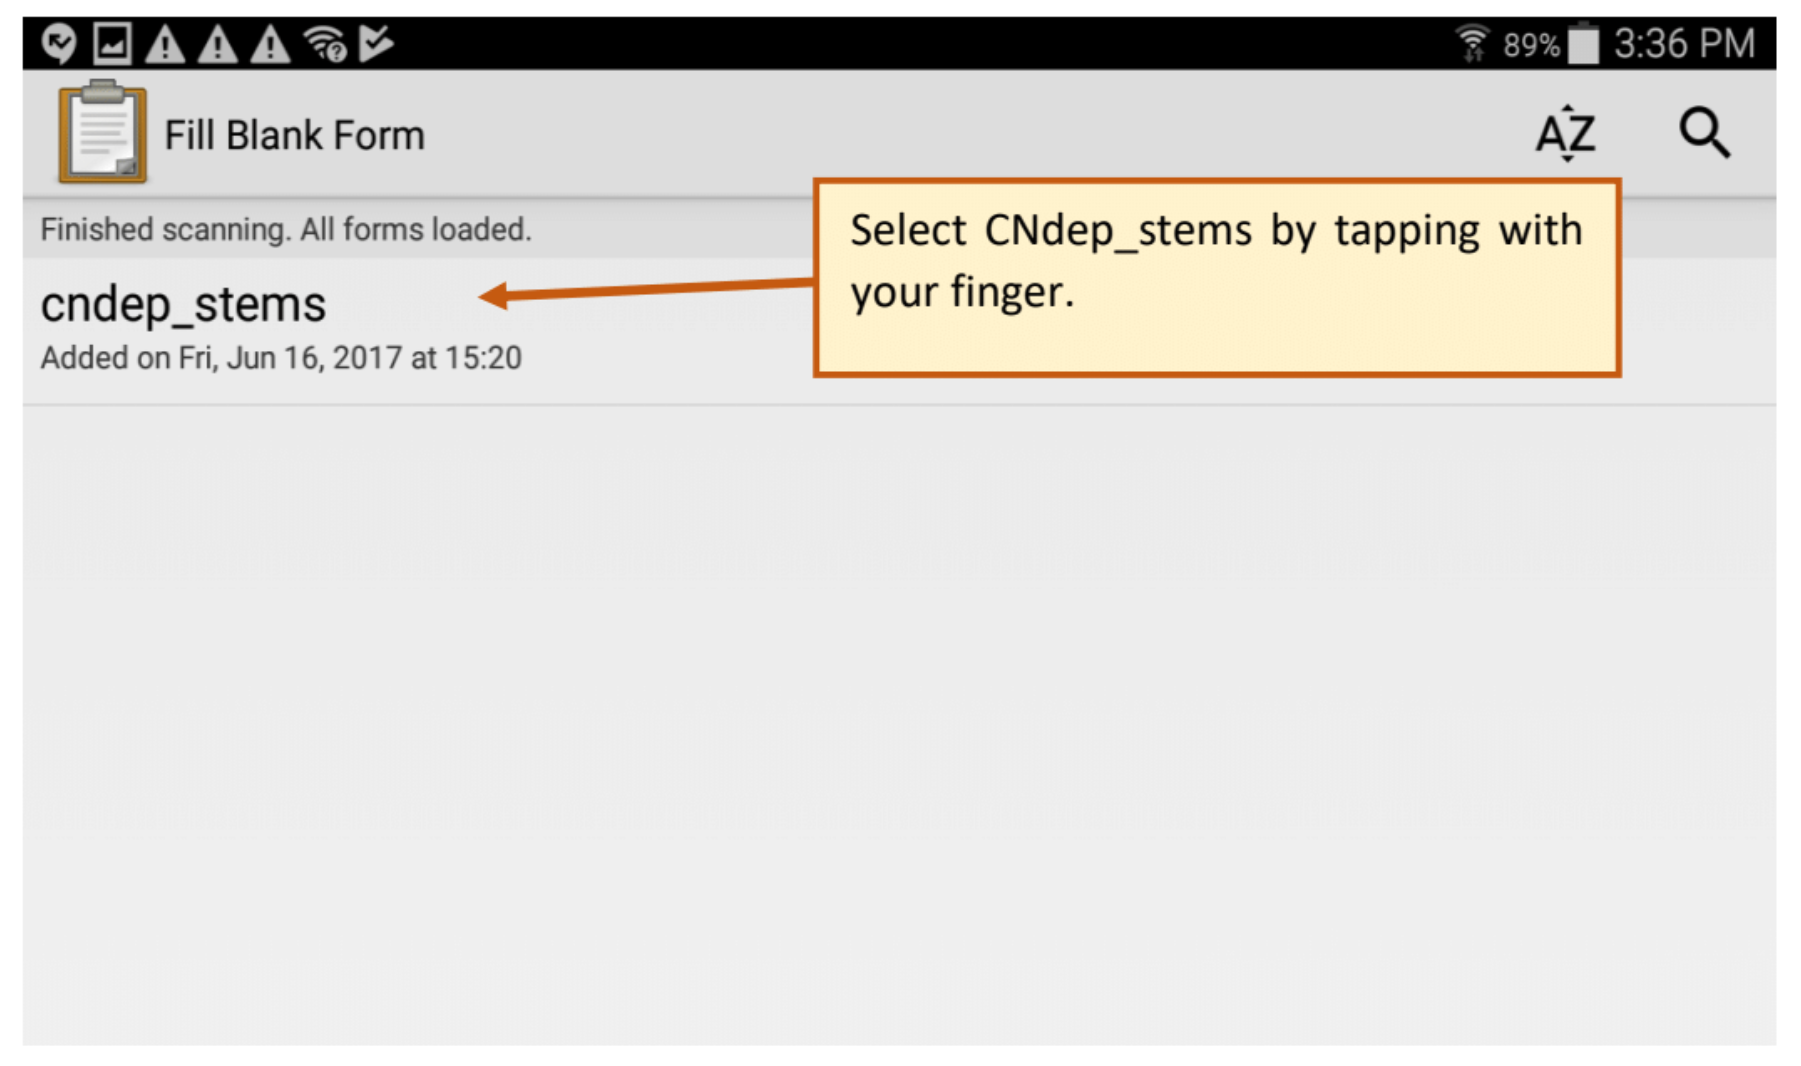 89% 3:36 PM
Fill Blank Form
AZ
Finished scanning. All forms loaded.
Select CNdep_stems by tapping with
your finger.
cndep_stems
Added on Fri, Jun 16, 2017 at 15:20